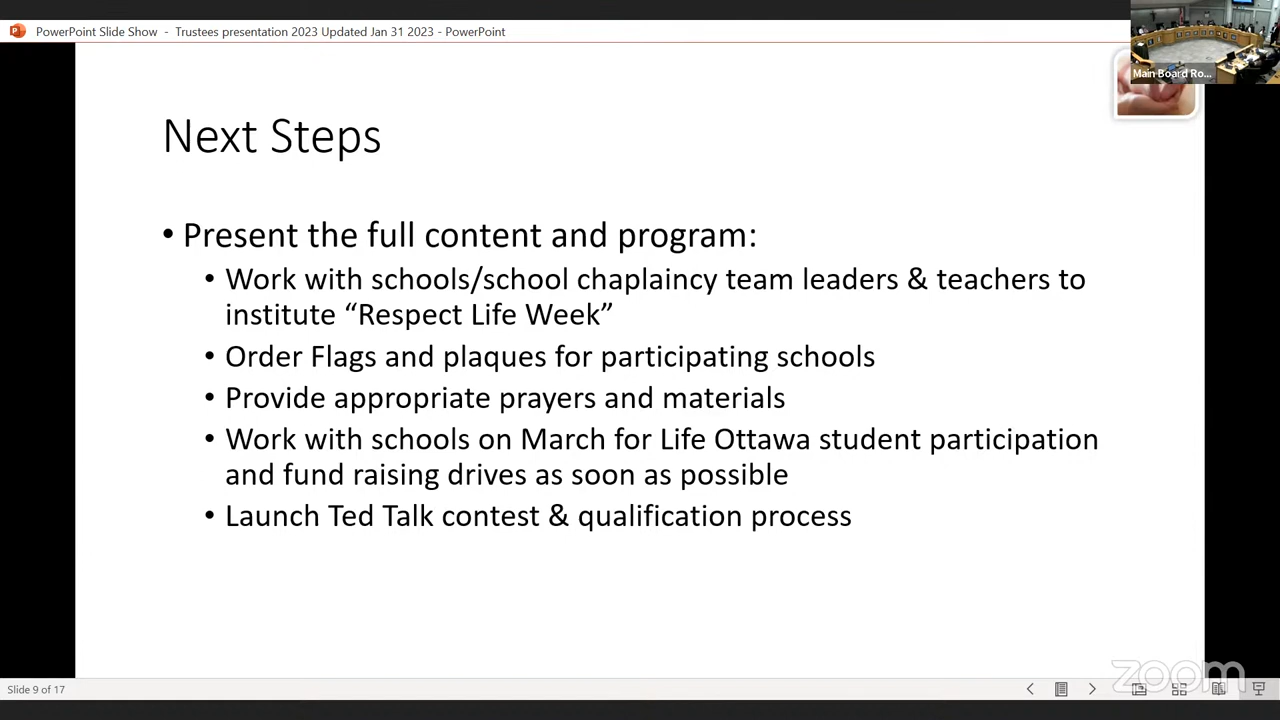 PowerPoint Slide Show - Trustees presentation 2023 Updated Jan 31 2023 - PowerPoint
Main Board Ro...
Next Steps
• Present the full content and program:
• Work with schools/school chaplaincy team leaders & teachers to
institute “Respect Life Week”
• Order Flags and plaques for participating schools
• Provide appropriate prayers and materials
• Work with schools on March for Life Ottawa student participation
and fund raising drives as soon as possible
• Launch Ted Talk contest & qualification process
zoom
Slide 9 of 17